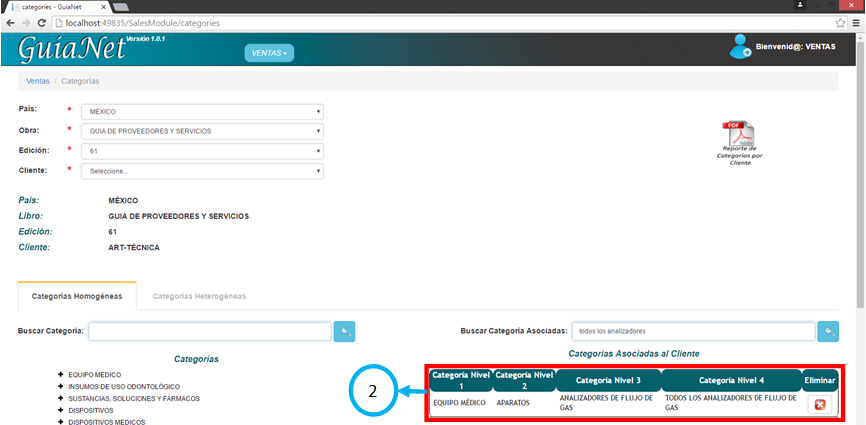 categories - GuiaNet
localhost:49835/SalesModule/categories
GuíaNet Versión 1.0.1
VENTAS
Bienvenid@: VENTAS
Ventas / Categorías
País: * MÉXICO
Obra: * GUIA DE PROVEEDORES Y SERVICIOS
Edición: * 61
Cliente: * Seleccione...
PDF
Adobe
Reporte de
Categorías por
Cliente
País: MÉXICO
Libro: GUIA DE PROVEEDORES Y SERVICIOS
Edición: 61
Cliente: ART-TÉCNICA
Categorías Homogéneas
Categorías Heterogéneas
Buscar Categoría:
Buscar Categoría Asociadas: todos los analizadores
Categorías
EQUIPO MÉDICO
INSUMOS DE USO ODONTOLÓGICO
SUSTANCIAS, SOLUCIONES Y FÁRMACOS
DISPOSITIVOS
DISPOSITIVOS MEDICOS
2
Categorías Asociadas al Cliente
Categoría Nivel 1 Categoría Nivel 2 Categoría Nivel 3 Categoría Nivel 4 Eliminar
EQUIPO MÉDICO APARATOS ANALIZADORES DE FLUJO DE GAS TODOS LOS ANALIZADORES DE FLUJO DE GAS